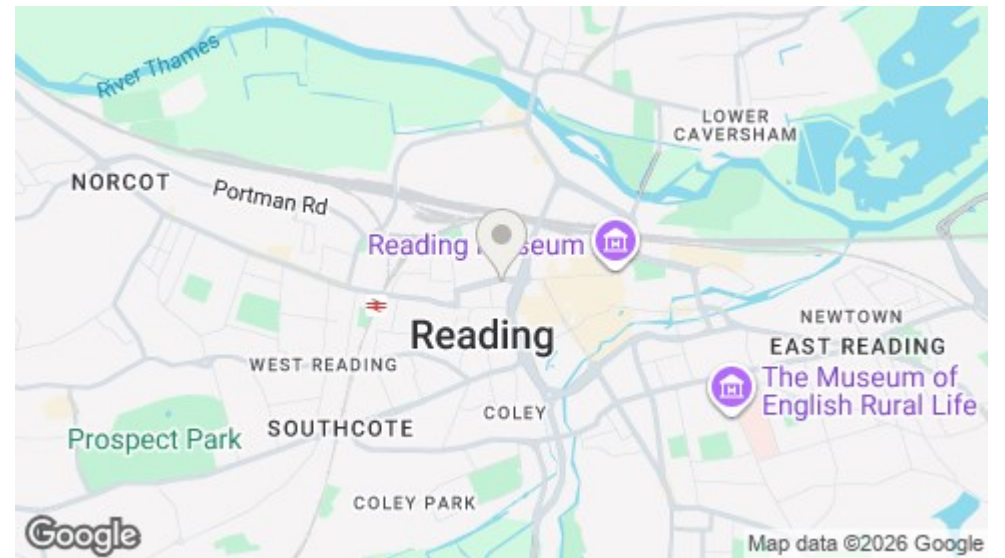 River Thames
LOWER
CAVERSHAM
NORCOT
Portman Rd
Reading Museum
NEWTOWN
Reading
EAST READING
WEST READING
The Museum of
English Rural Life
COLEY
SOUTHCOTE
Prospect Park
COLEY PARK
Google
Map data ©2026 Google